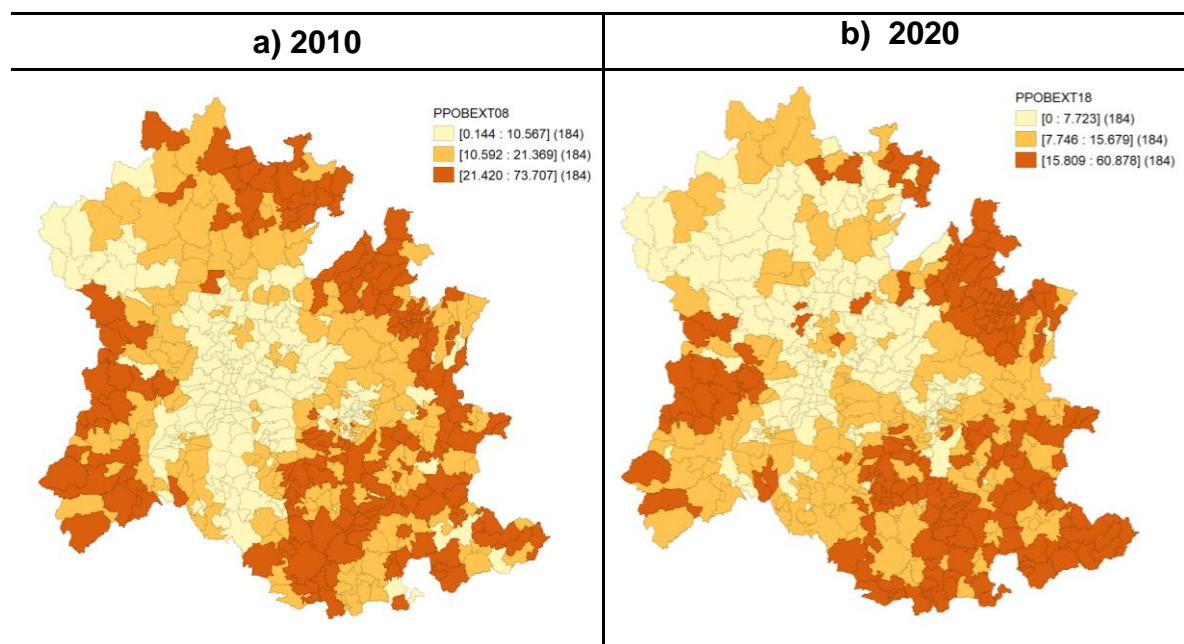 a) 2010
b) 2020
PPOBEXT08
[0.144 : 10.567] (184)
[10.592 : 21.369] (184)
[21.420 : 73.707] (184)
PPOBEXT18
[0 : 7.723] (184)
[7.746 : 15.679] (184)
[15.809 : 60.878] (184)